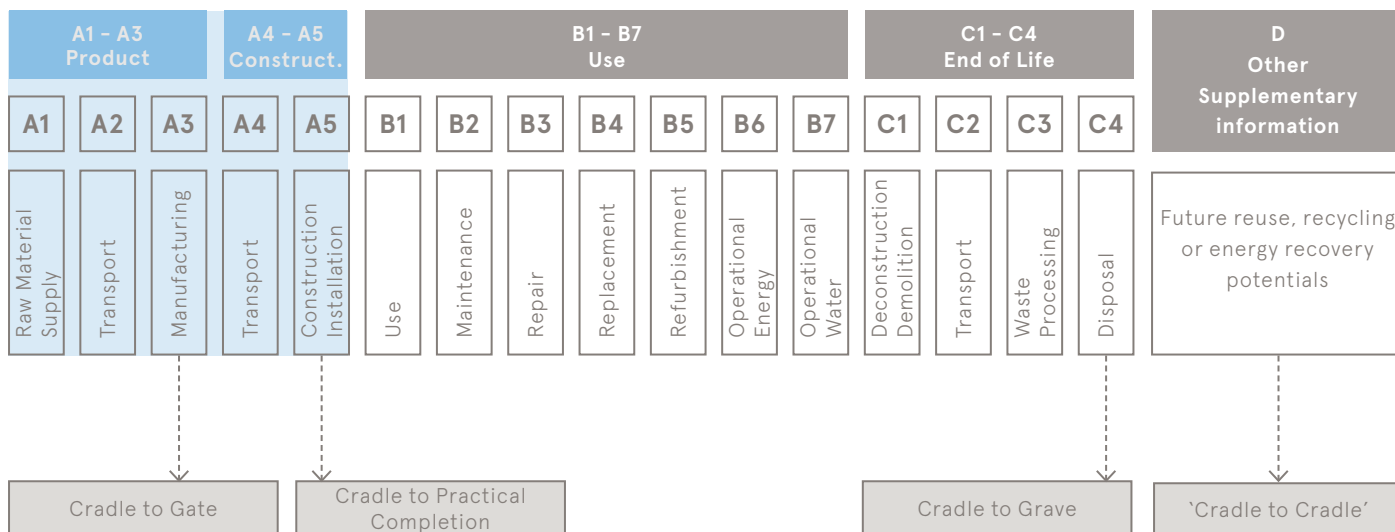 A1 – A3
Product
A4 – A5
Construct.
B1 – B7
Use
C1 – C4
End of Life
D
Other
Supplementary
information
A1
A2
A3
A4
A5
B1
B2
B3
B4
B5
B6
B7
C1
C2
C3
C4
Raw Material
Supply
Transport
Manufacturing
Transport
Construction
Installation
Use
Maintenance
Repair
Replacement
Refurbishment
Operational
Energy
Operational
Water
Deconstruction
Demolition
Transport
Waste
Processing
Disposal
Future reuse, recycling
or energy recovery
potentials
Cradle to Gate
Cradle to Practical
Completion
Cradle to Grave
‘Cradle to Cradle’